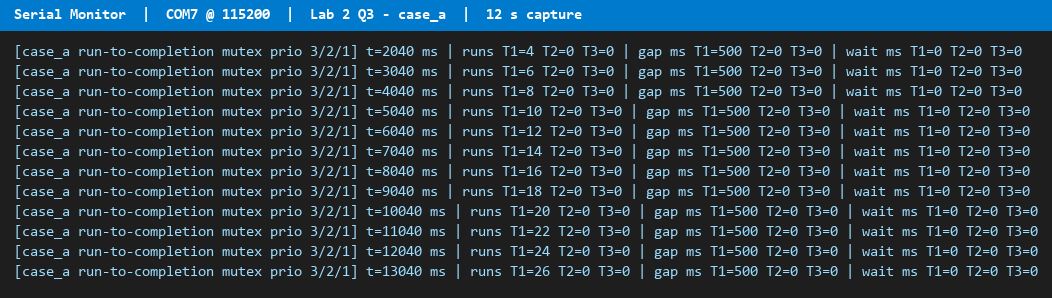 Serial Monitor | COM7 @ 115200 | Lab 2 Q3 - case_a | 12 s capture
[case_a run-to-completion mutex prio 3/2/1] t=2040 ms | runs T1=4 T2=0 T3=0 | gap ms T1=500 T2=0 T3=0 | wait ms T1=0 T2=0 T3=0
[case_a run-to-completion mutex prio 3/2/1] t=3040 ms | runs T1=6 T2=0 T3=0 | gap ms T1=500 T2=0 T3=0 | wait ms T1=0 T2=0 T3=0
[case_a run-to-completion mutex prio 3/2/1] t=4040 ms | runs T1=8 T2=0 T3=0 | gap ms T1=500 T2=0 T3=0 | wait ms T1=0 T2=0 T3=0
[case_a run-to-completion mutex prio 3/2/1] t=5040 ms | runs T1=10 T2=0 T3=0 | gap ms T1=500 T2=0 T3=0 | wait ms T1=0 T2=0 T3=0
[case_a run-to-completion mutex prio 3/2/1] t=6040 ms | runs T1=12 T2=0 T3=0 | gap ms T1=500 T2=0 T3=0 | wait ms T1=0 T2=0 T3=0
[case_a run-to-completion mutex prio 3/2/1] t=7040 ms | runs T1=14 T2=0 T3=0 | gap ms T1=500 T2=0 T3=0 | wait ms T1=0 T2=0 T3=0
[case_a run-to-completion mutex prio 3/2/1] t=8040 ms | runs T1=16 T2=0 T3=0 | gap ms T1=500 T2=0 T3=0 | wait ms T1=0 T2=0 T3=0
[case_a run-to-completion mutex prio 3/2/1] t=9040 ms | runs T1=18 T2=0 T3=0 | gap ms T1=500 T2=0 T3=0 | wait ms T1=0 T2=0 T3=0
[case_a run-to-completion mutex prio 3/2/1] t=10040 ms | runs T1=20 T2=0 T3=0 | gap ms T1=500 T2=0 T3=0 | wait ms T1=0 T2=0 T3=0
[case_a run-to-completion mutex prio 3/2/1] t=11040 ms | runs T1=22 T2=0 T3=0 | gap ms T1=500 T2=0 T3=0 | wait ms T1=0 T2=0 T3=0
[case_a run-to-completion mutex prio 3/2/1] t=12040 ms | runs T1=24 T2=0 T3=0 | gap ms T1=500 T2=0 T3=0 | wait ms T1=0 T2=0 T3=0
[case_a run-to-completion mutex prio 3/2/1] t=13040 ms | runs T1=26 T2=0 T3=0 | gap ms T1=500 T2=0 T3=0 | wait ms T1=0 T2=0 T3=0